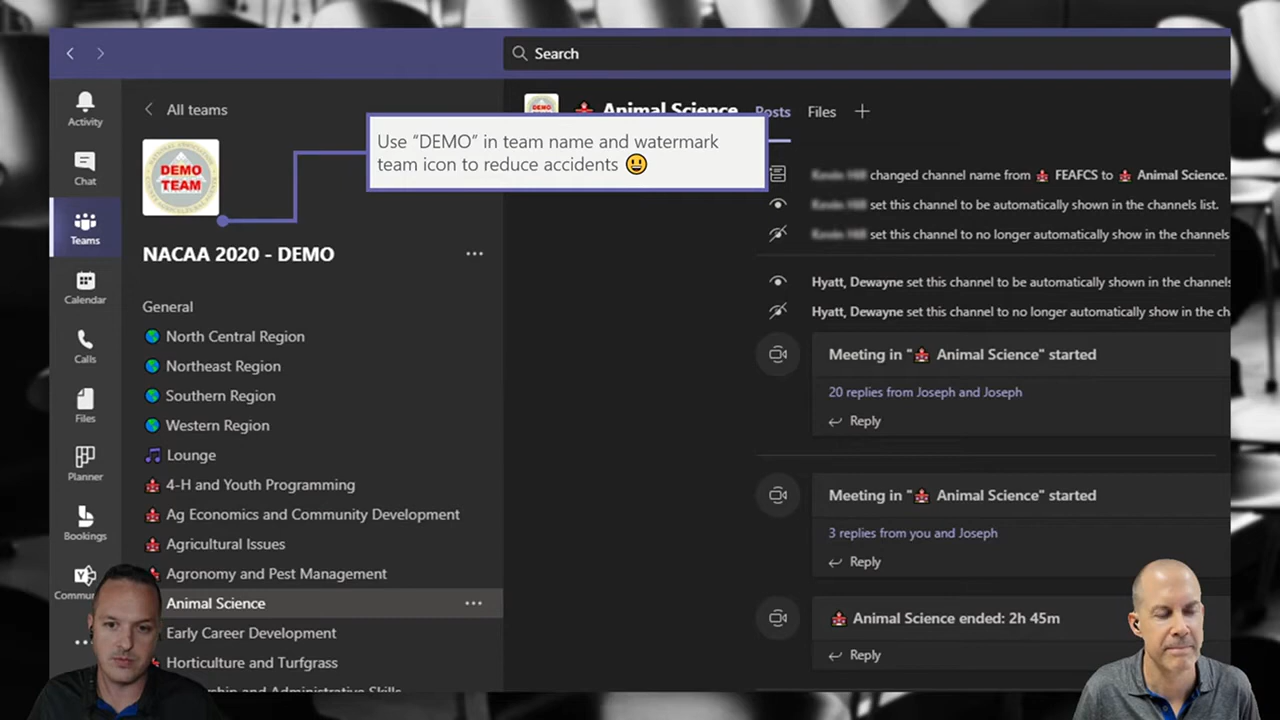 Search
Activity
Chat
Teams
Calendar
Calls
Files
Planner
Bookings
All teams
DEMO
TEAM
NACAA 2020 - DEMO
General
North Central Region
Northeast Region
Southern Region
Western Region
Lounge
4-H and Youth Programming
Ag Economics and Community Development
Agricultural Issues
Agronomy and Pest Management
Animal Science
Early Career Development
Horticulture and Turfgrass
and Administrative Skills
Use “DEMO” in team name and watermark
team icon to reduce accidents 😃
Animal Science
Posts
Files
changed channel name from FEAFCS to Animal Science.
set this channel to be automatically shown in the channels list.
set this channel to no longer automatically show in the channels
Hyatt, Dewayne set this channel to be automatically shown in the channels
Hyatt, Dewayne set this channel to no longer automatically show in the ch
Meeting in "Animal Science" started
20 replies from Joseph and Joseph
Reply
Meeting in "Animal Science" started
3 replies from you and Joseph
Reply
Animal Science ended: 2h 45m
Reply